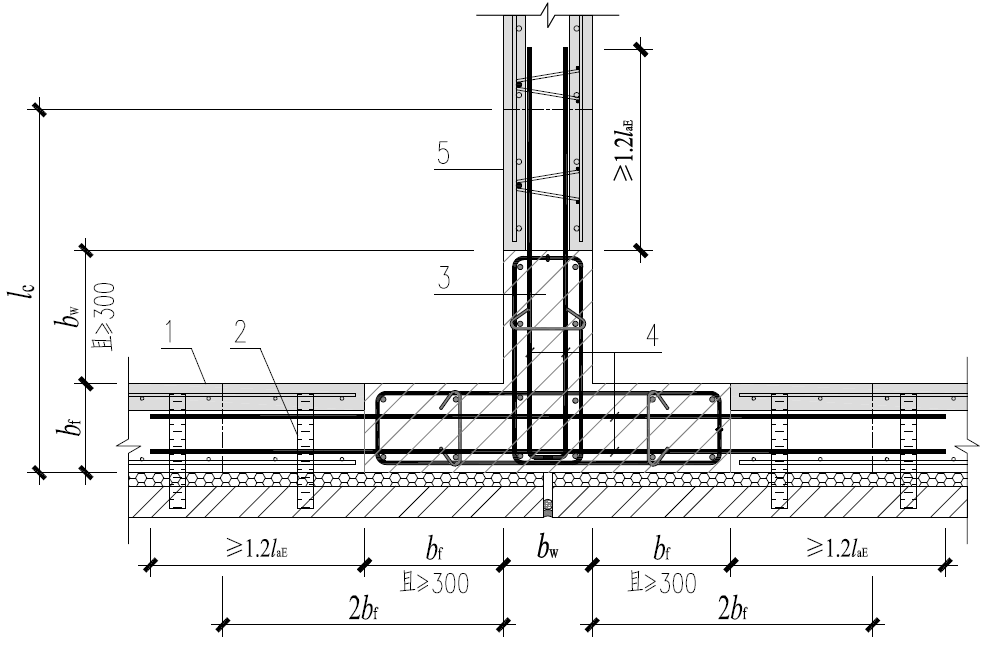 5
≥1.2laE
3
lc
bw
且≥300
1
2
4
bf
≥1.2laE
bf
bw
bf
≥1.2laE
且≥300
且≥300
2bf
2bf